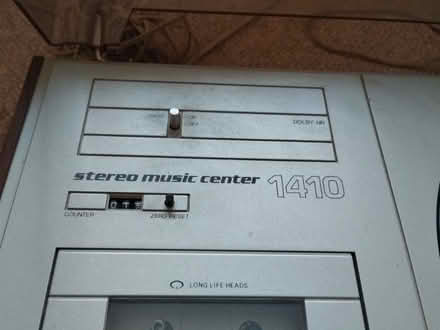 DOLBY NR
stereo music center 1410
COUNTER
ZERO RESET
LONG LIFE HEADS